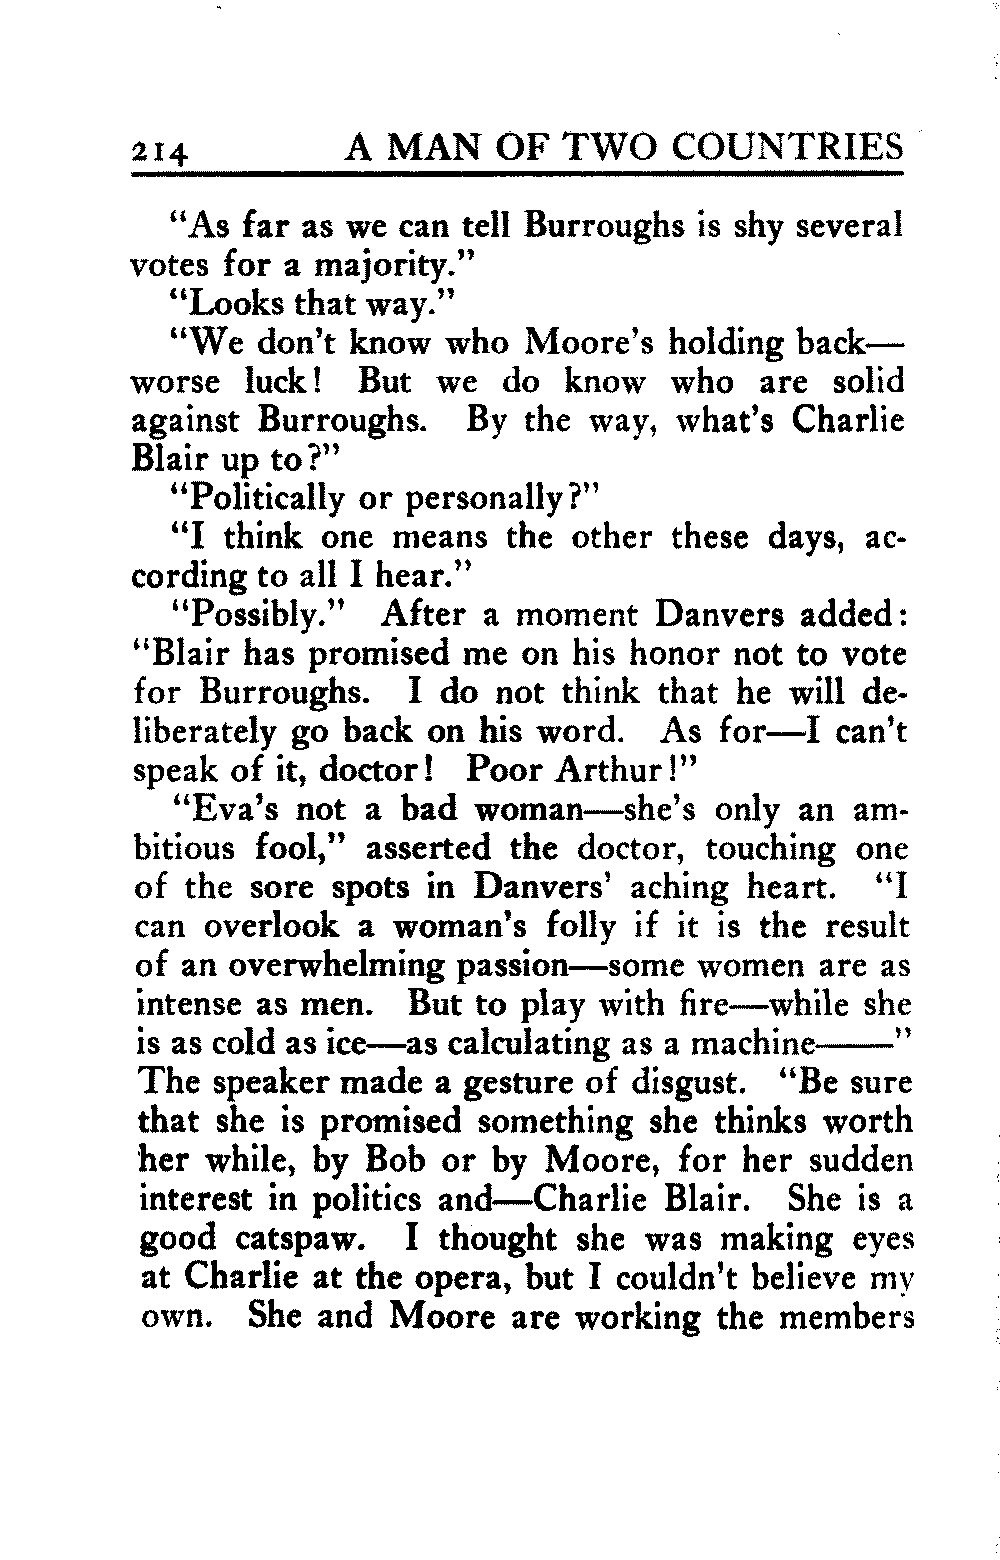 214 A MAN OF TWO COUNTRIES
“As far as we can tell Burroughs is shy several
votes for a majority.”
“Looks that way.”
“We don’t know who Moore’s holding back—
worse luck! But we do know who are solid
against Burroughs. By the way, what’s Charlie
Blair up to?”
“Politically or personally?”
“I think one means the other these days, ac-
cording to all I hear.”
“Possibly.” After a moment Danvers added:
“Blair has promised me on his honor not to vote
for Burroughs. I do not think that he will de-
liberately go back on his word. As for—I can’t
speak of it, doctor! Poor Arthur!”
“Eva’s not a bad woman—she’s only an am-
bitious fool,” asserted the doctor, touching one
of the sore spots in Danvers’ aching heart. “I
can overlook a woman’s folly if it is the result
of an overwhelming passion—some women are as
intense as men. But to play with fire—while she
is as cold as ice—as calculating as a machine——”
The speaker made a gesture of disgust. “Be sure
that she is promised something she thinks worth
her while, by Bob or by Moore, for her sudden
interest in politics and—Charlie Blair. She is a
good catspaw. I thought she was making eyes
at Charlie at the opera, but I couldn’t believe my
own. She and Moore are working the members